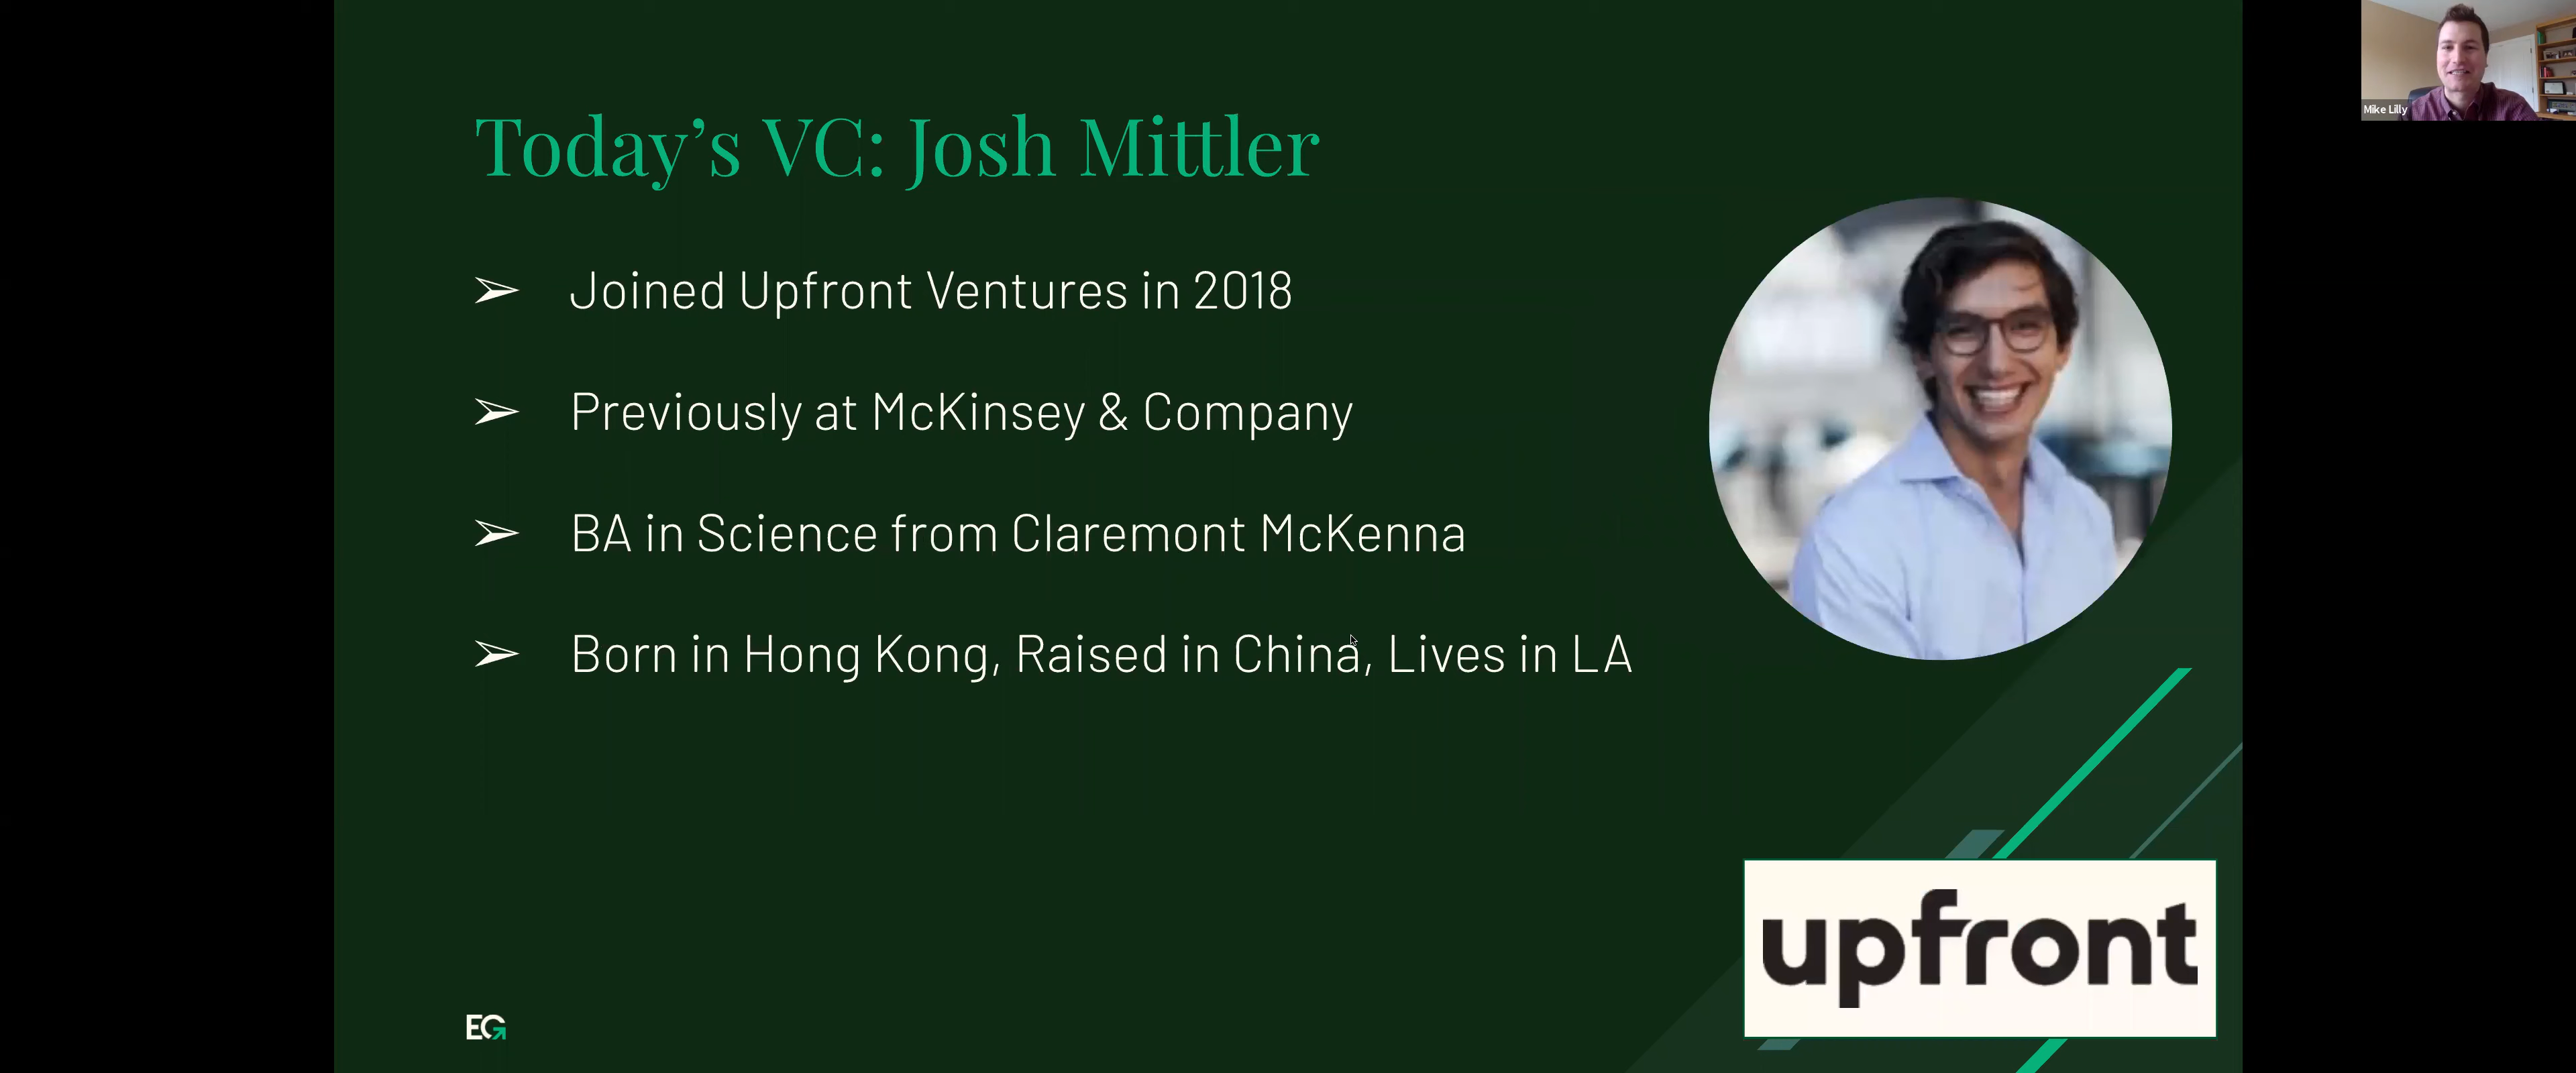 Today's VC: Josh Mittler
Mike Lilly
➢ Joined Upfront Ventures in 2018
➢ Previously at McKinsey & Company
➢ BA in Science from Claremont McKenna
➢ Born in Hong Kong, Raised in China, Lives in LA
upfront
EG